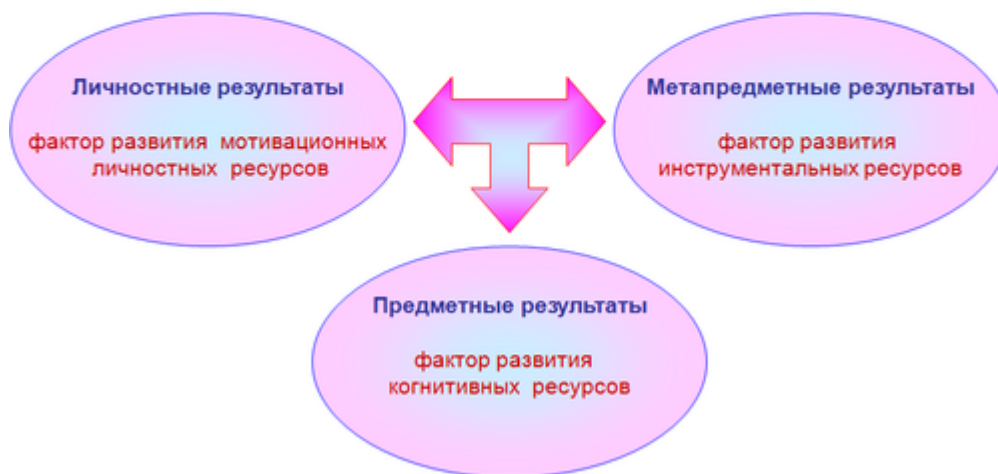 Личностные результаты
фактор развития мотивационных
личностных ресурсов
Метапредметные результаты
фактор развития
инструментальных ресурсов
Предметные результаты
фактор развития
когнитивных ресурсов